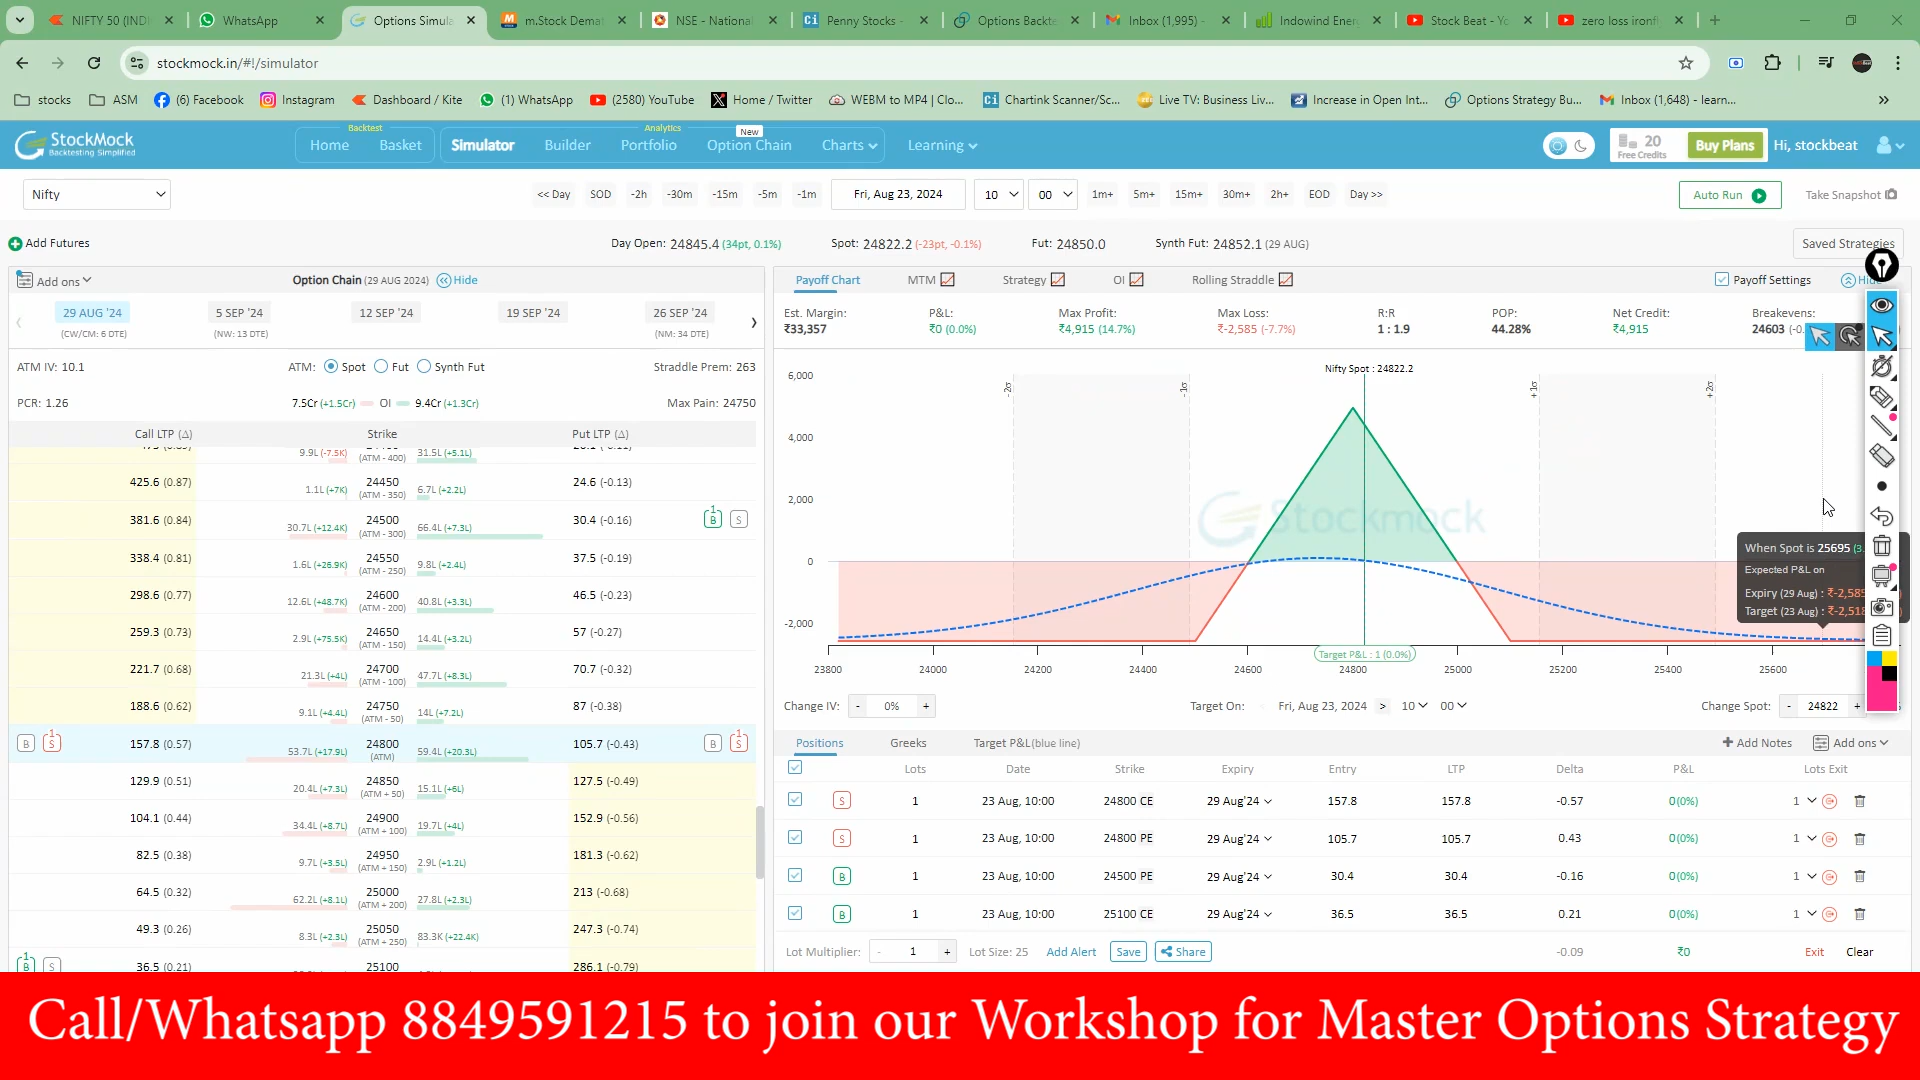 NIFTY 50 (INDI
WhatsApp
Options Simula
m.Stock Demat
NSE - National
Penny Stocks -
Options Backte
Inbox (1,995) -
Indowind Ener
Stock Beat - Yo
zero loss ironfl
stockmock.in/#!/simulator
stocks
ASM
(6) Facebook
Instagram
Dashboard / Kite
(1) WhatsApp
(2580) YouTube
Home / Twitter
WEBM to MP4 | Clo...
Chartink Scanner/Sc...
Live TV: Business Liv...
Increase in Open Int...
Options Strategy Bu...
Inbox (1,648) - learn...
StockMock
Backtesting Simplified
Backtest
Home
Basket
Simulator
Builder
Analytics
Portfolio
New
Option Chain
Charts
Learning
20
Free Credits
Buy Plans
Hi, stockbeat
Nifty
<< Day SOD -2h -30m -15m -5m -1m Fri, Aug 23, 2024 10 00 1m+ 5m+ 15m+ 30m+ 2h+ EOD Day >>
Auto Run
Take Snapshot
Add Futures
Day Open: 24845.4 (34pt, 0.1%) Spot: 24822.2 (-23pt, -0.1%) Fut: 24850.0 Synth Fut: 24852.1 (29 AUG)
Saved Strategies
Add ons
Option Chain (29 AUG 2024) Hide
29 AUG '24 5 SEP '24 12 SEP '24 19 SEP '24 26 SEP '24
(CW/CM: 6 DTE) (NW: 13 DTE) (NM: 34 DTE)
ATM IV: 10.1 ATM: Spot Fut Synth Fut Straddle Prem: 263
PCR: 1.26 7.5Cr (+1.5Cr) OI 9.4Cr (+1.3Cr) Max Pain: 24750
Call LTP (Δ) Strike Put LTP (Δ)
9.9L (-7.5K) (ATM - 400) 31.5L (+5.1L)
425.6 (0.87) 1.1L (+7K) 24450 (ATM - 350) 6.7L (+2.2L) 24.6 (-0.13)
381.6 (0.84) 30.7L (+12.4K) 24500 (ATM - 300) 66.4L (+7.3L) 30.4 (-0.16) 1 B S
338.4 (0.81) 1.6L (+26.9K) 24550 (ATM - 250) 9.8L (+2.4L) 37.5 (-0.19)
298.6 (0.77) 12.6L (+48.7K) 24600 (ATM - 200) 40.8L (+3.3L) 46.5 (-0.23)
259.3 (0.73) 2.9L (+75.5K) 24650 (ATM - 150) 14.4L (+3.2L) 57 (-0.27)
221.7 (0.68) 21.3L (+4L) 24700 (ATM - 100) 47.7L (+8.3L) 70.7 (-0.32)
188.6 (0.62) 9.1L (+4.4L) 24750 (ATM - 50) 14L (+7.2L) 87 (-0.38)
B 1 S 157.8 (0.57) 53.7L (+17.9L) 24800 (ATM) 59.4L (+20.3L) 105.7 (-0.43) B 1 S
129.9 (0.51) 20.4L (+7.3L) 24850 (ATM + 50) 15.1L (+6L) 127.5 (-0.49)
104.1 (0.44) 34.4L (+8.7L) 24900 (ATM + 100) 19.7L (+4L) 152.9 (-0.56)
82.5 (0.38) 9.7L (+3.5L) 24950 (ATM + 150) 2.9L (+1.2L) 181.3 (-0.62)
64.5 (0.32) 62.2L (+8.1L) 25000 (ATM + 200) 27.8L (+2.3L) 213 (-0.68)
49.3 (0.26) 8.3L (+2.3L) 25050 (ATM + 250) 83.3K (+22.4K) 247.3 (-0.74)
1 B S 36.5 (0.21) 25100 286.1 (-0.79)
Payoff Chart MTM Strategy OI Rolling Straddle
Payoff Settings Hide
Est. Margin: P&L: Max Profit: Max Loss: R:R POP: Net Credit: Breakevens:
₹33,357 ₹0 (0.0%) ₹4,915 (14.7%) ₹-2,585 (-7.7%) 1 : 1.9 44.28% ₹4,915 24603 (-0.
Nifty Spot : 24822.2
6,000
4,000
2,000
0
-2,000
-2σ
-1σ
+1σ
+2σ
Stockmock
When Spot is 25695 (3.
Expected P&L on
Expiry (29 Aug) : ₹-2,585
Target (23 Aug) : ₹-2,518
Target P&L : 1 (0.0%)
23800 24000 24200 24400 24600 24800 25000 25200 25400 25600
Change IV: - 0% + Target On: Fri, Aug 23, 2024 > 10 00 Change Spot: - 24822 +
Positions Greeks Target P&L(blue line) + Add Notes Add ons
Lots Date Strike Expiry Entry LTP Delta P&L Lots Exit
S 1 23 Aug, 10:00 24800 CE 29 Aug'24 157.8 157.8 -0.57 0(0%) 1
S 1 23 Aug, 10:00 24800 PE 29 Aug'24 105.7 105.7 0.43 0(0%) 1
B 1 23 Aug, 10:00 24500 PE 29 Aug'24 30.4 30.4 -0.16 0(0%) 1
B 1 23 Aug, 10:00 25100 CE 29 Aug'24 36.5 36.5 0.21 0(0%) 1
Lot Multiplier: - 1 + Lot Size: 25 Add Alert Save Share -0.09 ₹0 Exit Clear
Call/Whatsapp 8849591215 to join our Workshop for Master Options Strategy